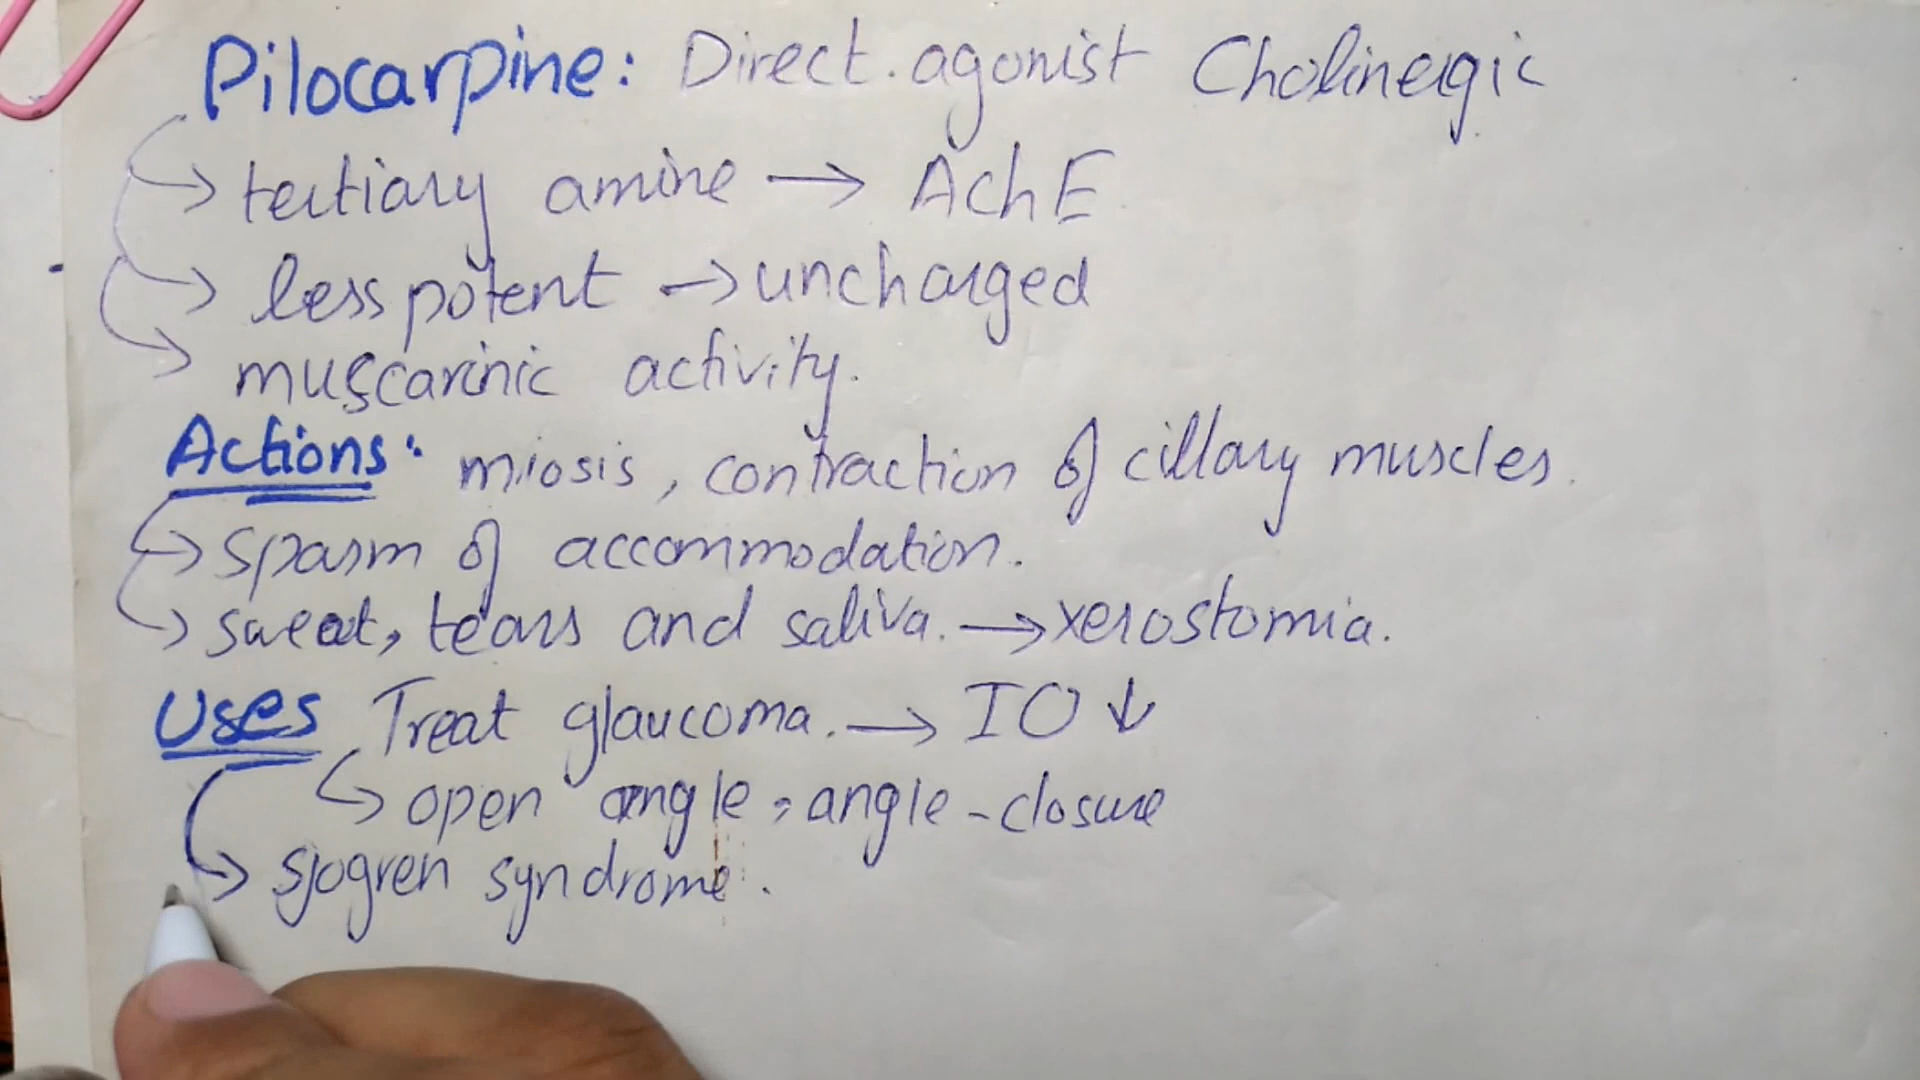 Pilocarpine: Direct. agonist Cholinergic
→ tertiary amine → AchE
→ less potent → uncharged
→ muscarinic activity.
Actions: miosis, contraction of cillary muscles.
→ spasm of accommodation.
→ sweat, tears and saliva. → xerostomia.
Uses Treat glaucoma. → IO ↓
→ open angle, angle-closure
→ sjogren syndrome.